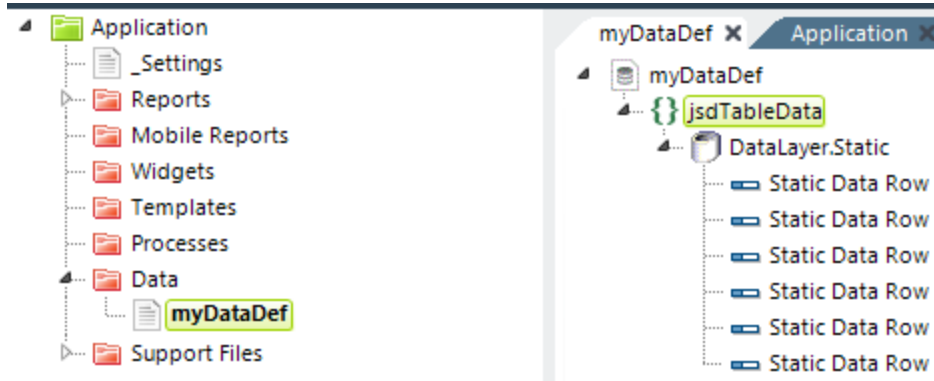 Application
_Settings
Reports
Mobile Reports
Widgets
Templates
Processes
Data
myDataDef
Support Files
myDataDef Application
myDataDef
{} jsdTableData
DataLayer.Static
Static Data Row
Static Data Row
Static Data Row
Static Data Row
Static Data Row
Static Data Row